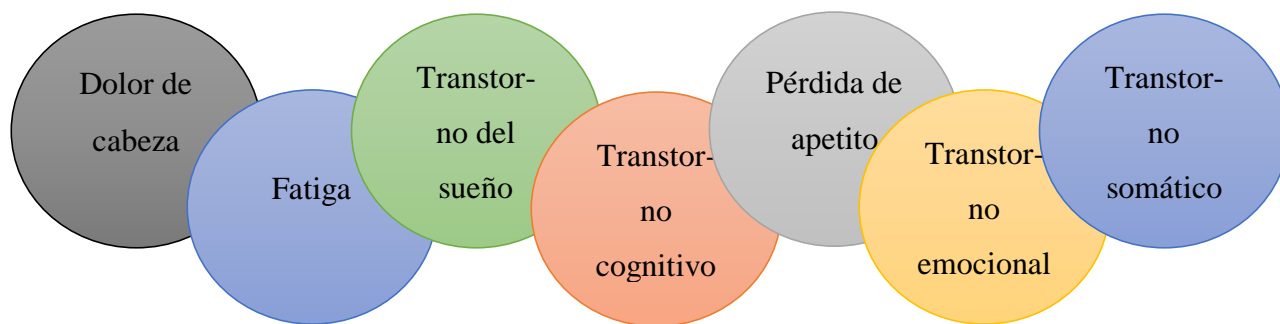 Dolor de
cabeza
Fatiga
Transtor-
no del
sueño
Transtor-
no
cognitivo
Pérdida de
apetito
Transtor-
no
emocional
Transtor-
no
somático